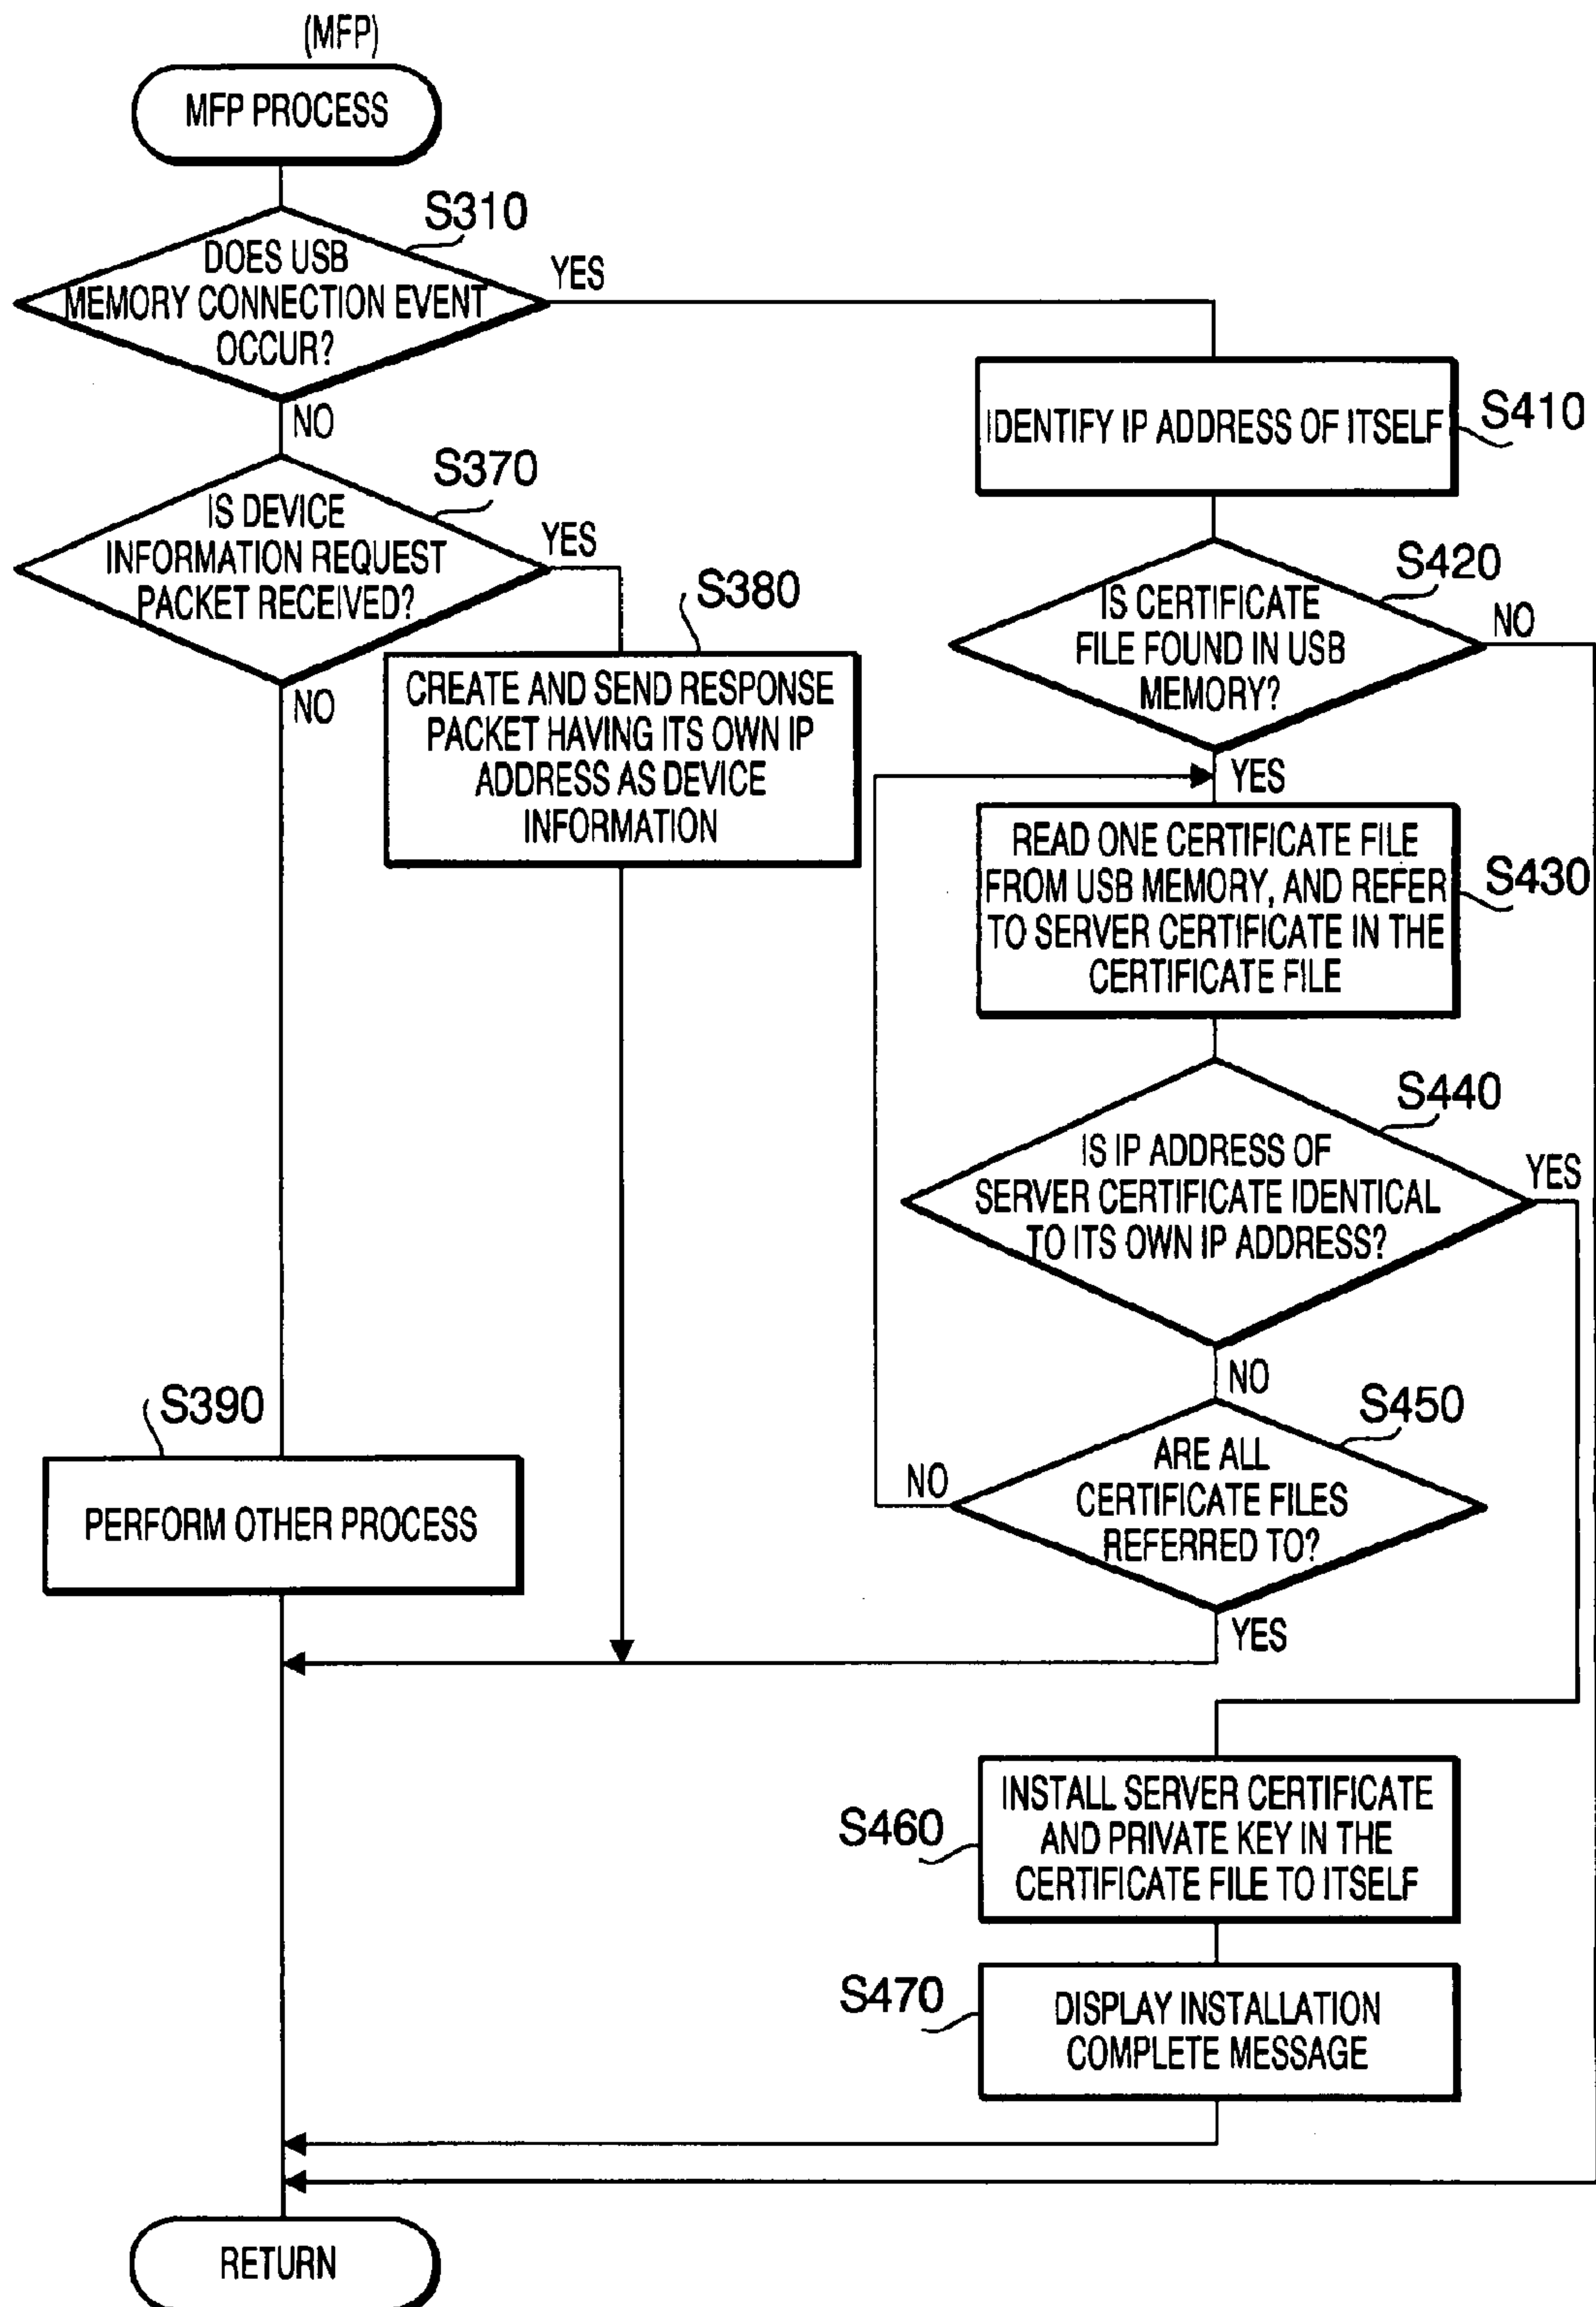 (MFP)
MFP PROCESS
S310
DOES USB
MEMORY CONNECTION EVENT
OCCUR?
YES
NO
S370
IS DEVICE
INFORMATION REQUEST
PACKET RECEIVED?
YES
NO
S380
CREATE AND SEND RESPONSE
PACKET HAVING ITS OWN IP
ADDRESS AS DEVICE
INFORMATION
S390
PERFORM OTHER PROCESS
IDENTIFY IP ADDRESS OF ITSELF
S410
S420
IS CERTIFICATE
FILE FOUND IN USB
MEMORY?
NO
YES
READ ONE CERTIFICATE FILE
FROM USB MEMORY, AND REFER
TO SERVER CERTIFICATE IN THE
CERTIFICATE FILE
S430
S440
IS IP ADDRESS OF
SERVER CERTIFICATE IDENTICAL
TO ITS OWN IP ADDRESS?
YES
NO
S450
ARE ALL
CERTIFICATE FILES
REFERRED TO?
NO
YES
S460
INSTALL SERVER CERTIFICATE
AND PRIVATE KEY IN THE
CERTIFICATE FILE TO ITSELF
S470
DISPLAY INSTALLATION
COMPLETE MESSAGE
RETURN